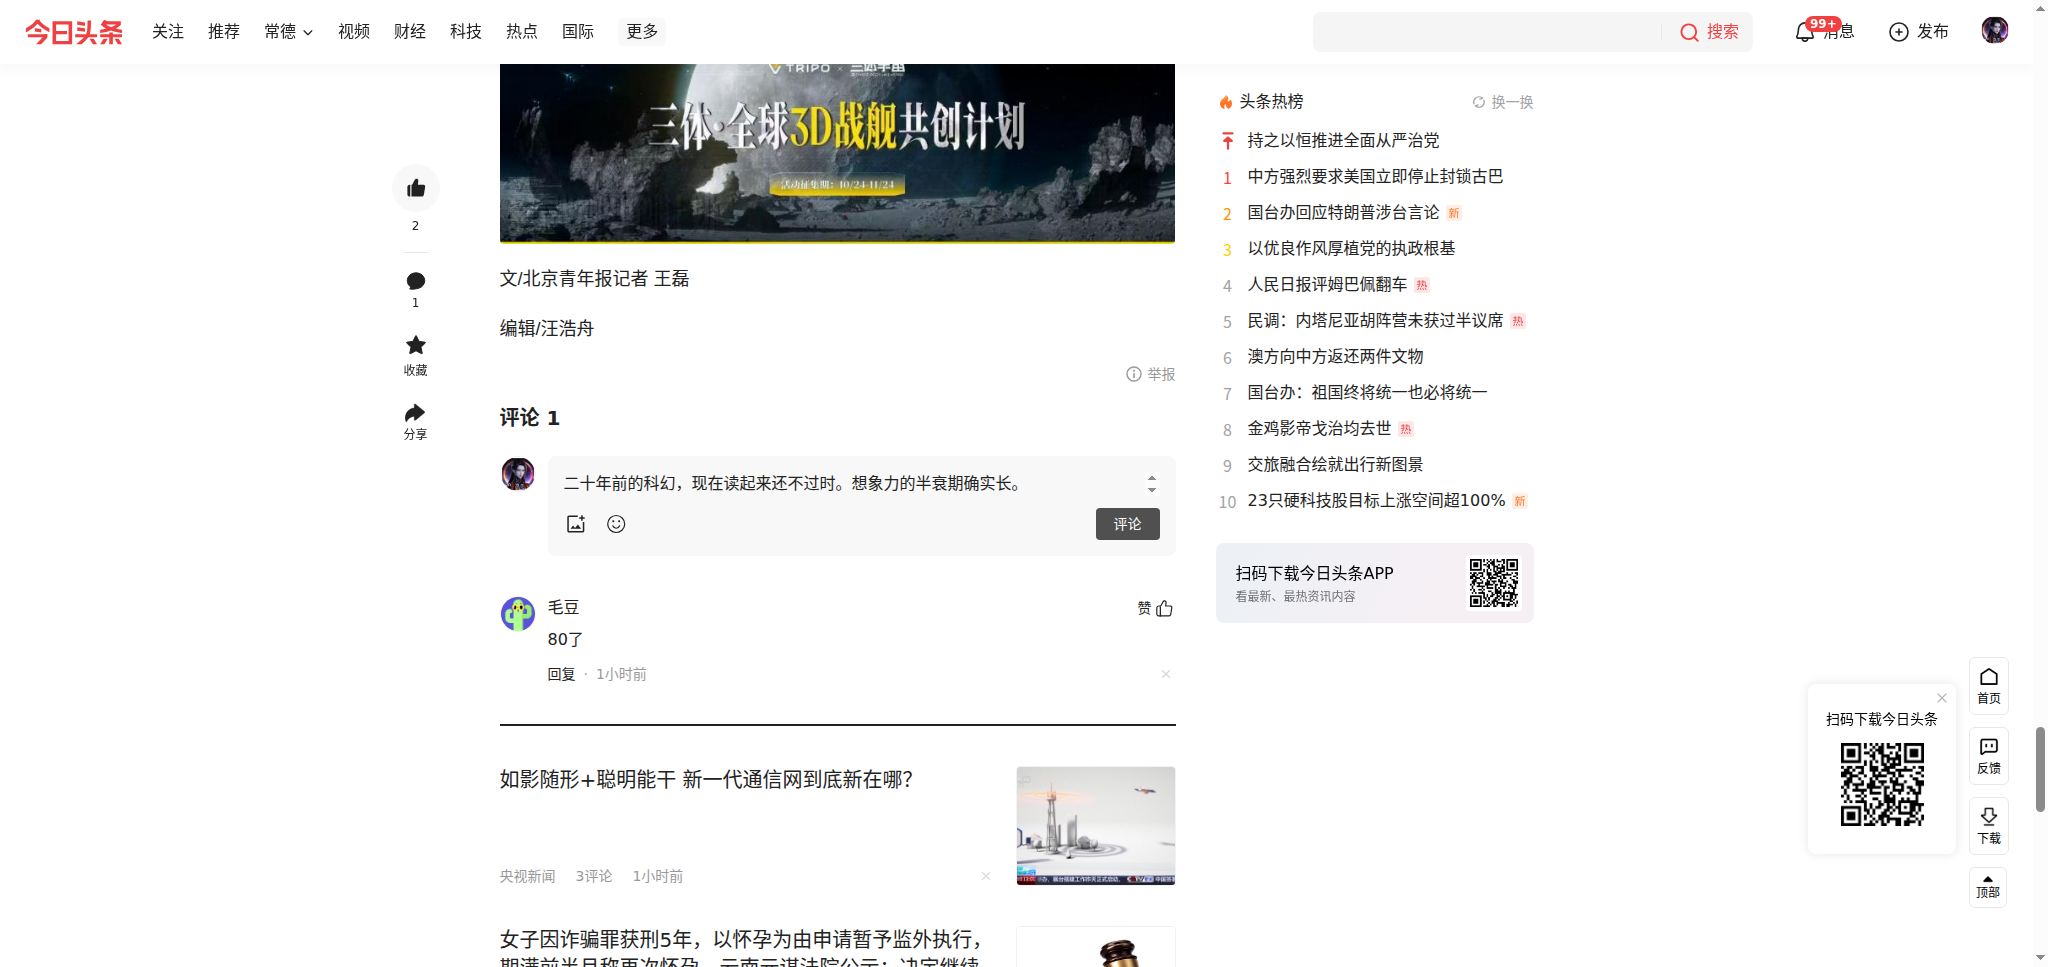 今日头条
关注
推荐
常德
视频
财经
科技
热点
国际
更多
搜索
99+
消息
发布
TRIPO
三体·全球3D战舰共创计划
活动征集期：10/24-11/24
2
1
收藏
分享
文/北京青年报记者 王磊
编辑/汪浩舟
举报
评论 1
二十年前的科幻，现在读起来还不过时。想象力的半衰期确实长。
评论
毛豆
赞
80了
回复 · 1小时前
如影随形+聪明能干 新一代通信网到底新在哪？
央视新闻 3评论 1小时前
女子因诈骗罪获刑5年，以怀孕为由申请暂予监外执行，
头条热榜
换一换
持之以恒推进全面从严治党
1 中方强烈要求美国立即停止封锁古巴
2 国台办回应特朗普涉台言论 新
3 以优良作风厚植党的执政根基
4 人民日报评姆巴佩翻车 热
5 民调：内塔尼亚胡阵营未获过半议席 热
6 澳方向中方返还两件文物
7 国台办：祖国终将统一也必将统一
8 金鸡影帝戈治均去世 热
9 交旅融合绘就出行新图景
10 23只硬科技股目标上涨空间超100% 新
扫码下载今日头条APP
看最新、最热资讯内容
扫码下载今日头条
首页
反馈
下载
顶部